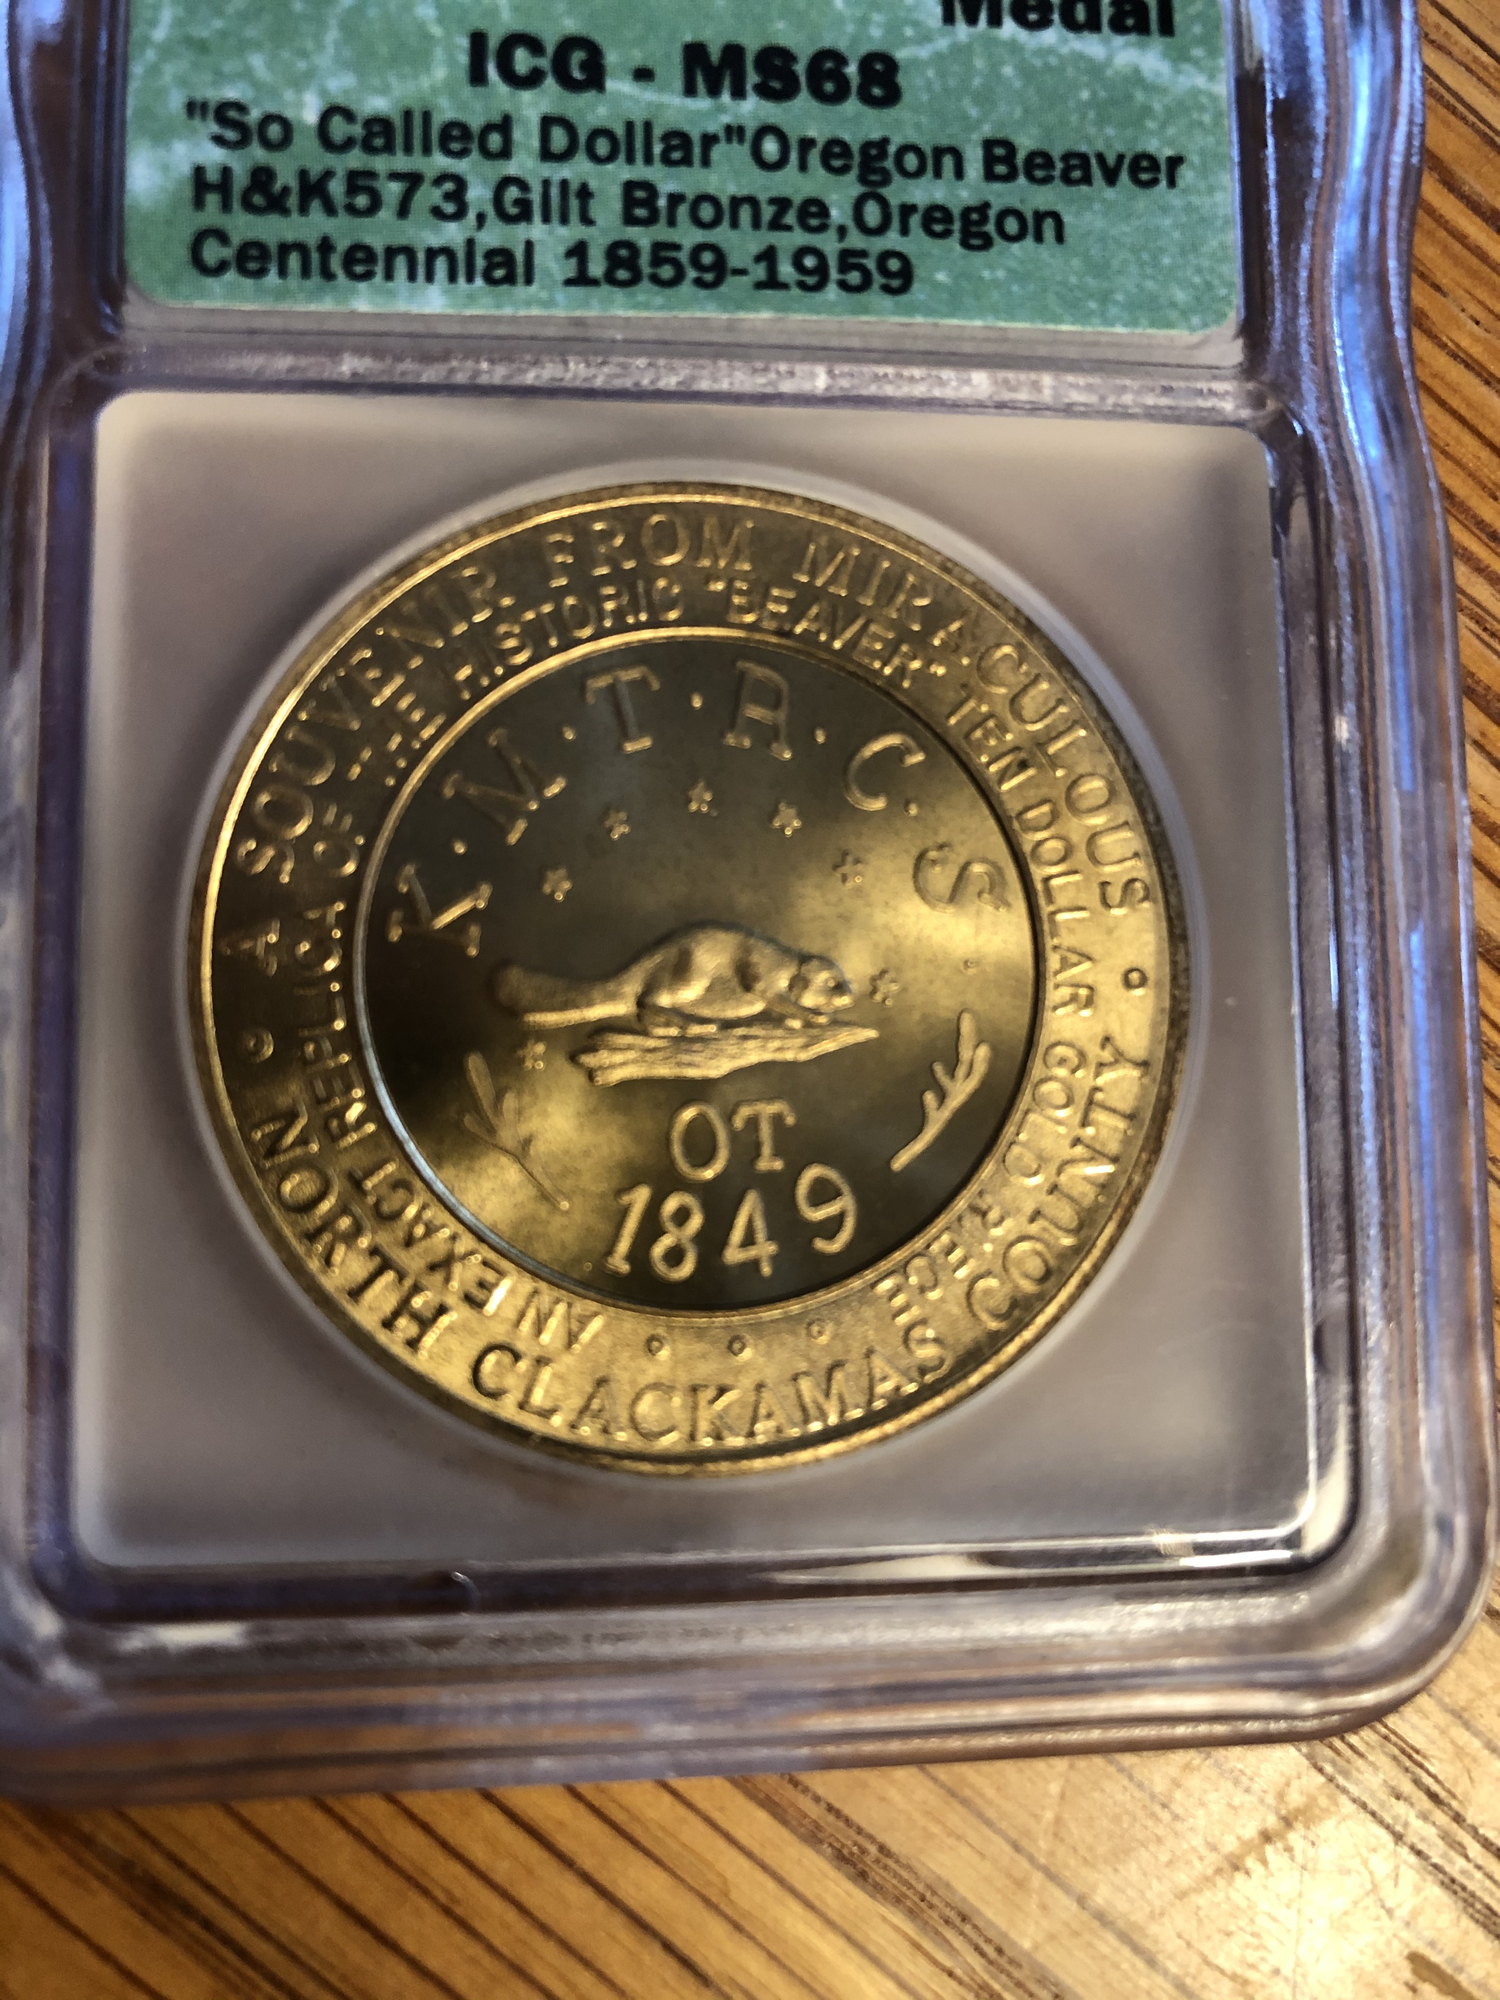 Medal
ICG - MS68
"So Called Dollar"Oregon Beaver
H&K573,Gilt Bronze,Oregon
Centennial 1859-1959
A SOUVENIR FROM MIRACULOUS
NORTH CLACKAMAS COUNTY
AN EXACT REPLICA OF THE HISTORIC "BEAVER" TEN DOLLAR GOLD PIECE
K·M·T·A·C·S
OT
1849